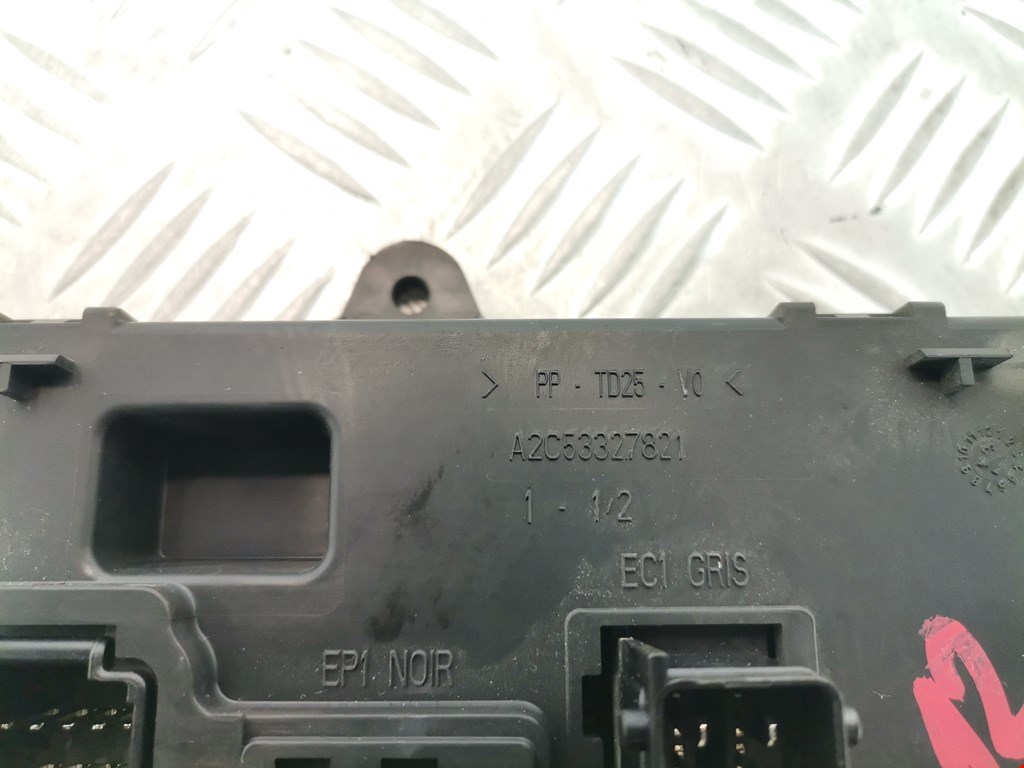 > PP - TD25 - V0 <
A2C53327821
1 - 1/2
EC1 GRIS
EP1 NOIR